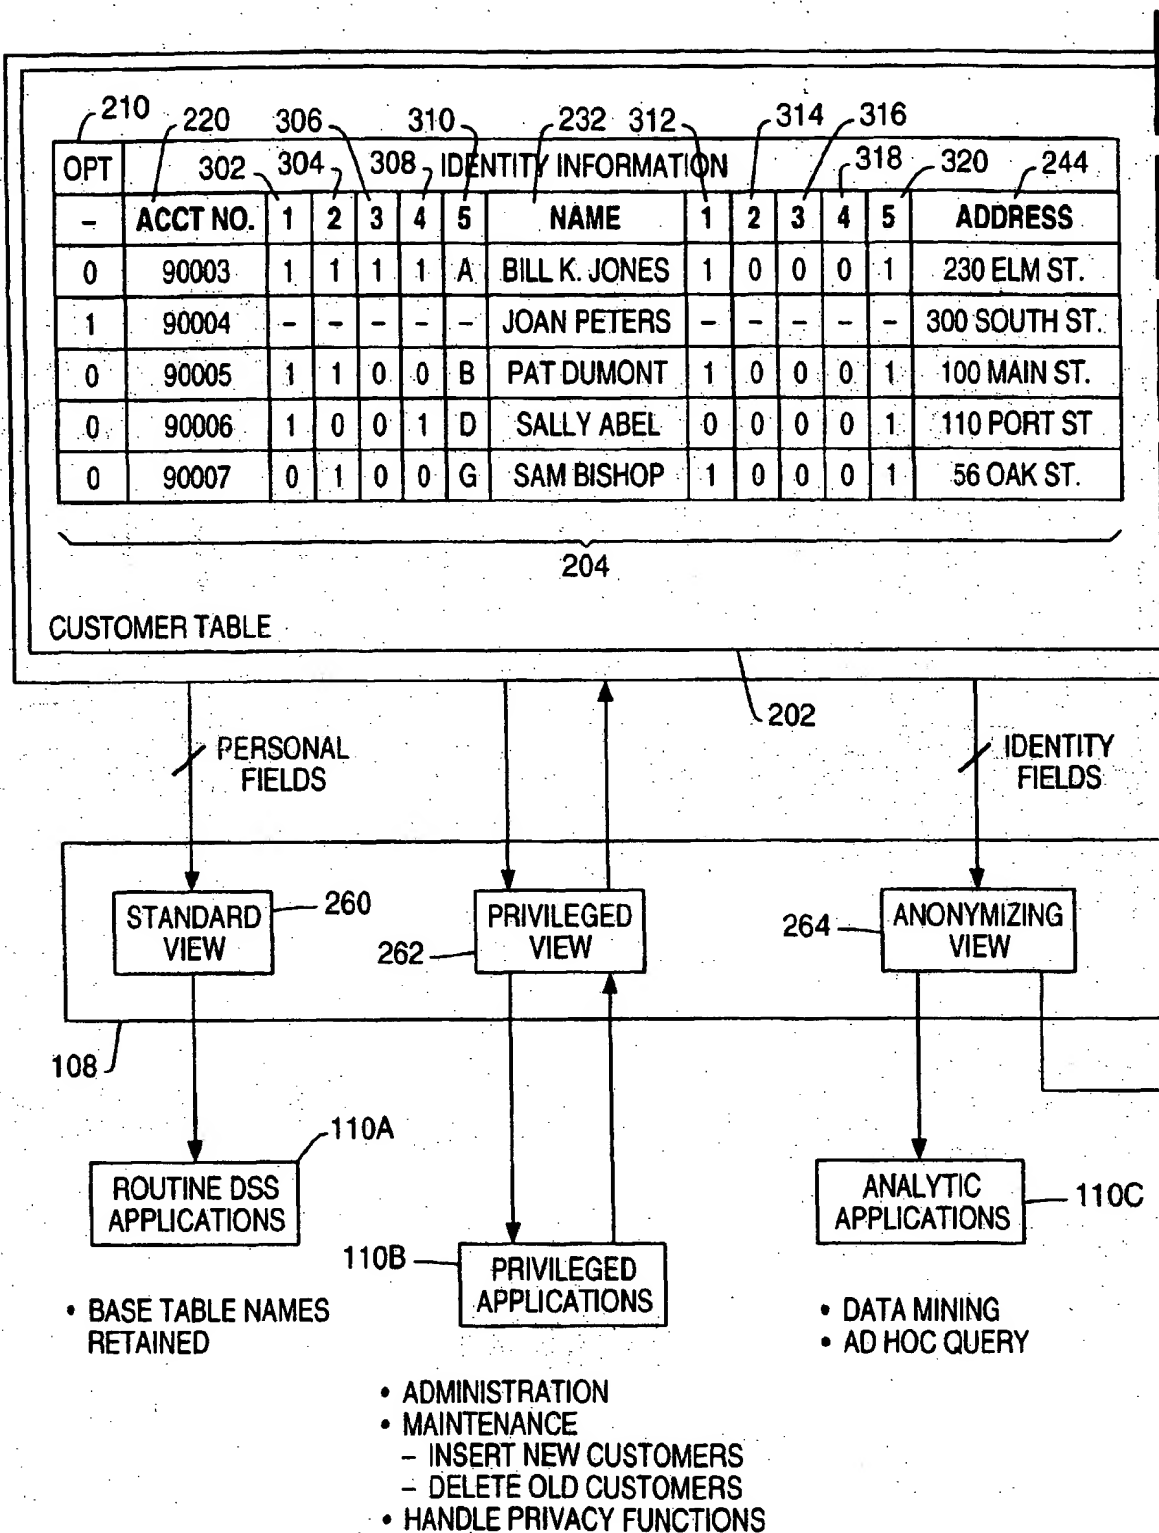 210 220 306 310 232 312 314 316
OPT 302 304 308 IDENTITY INFORMATION 318 320 244
– ACCT NO. 1 2 3 4 5 NAME 1 2 3 4 5 ADDRESS
0 90003 1 1 1 1 A BILL K. JONES 1 0 0 0 1 230 ELM ST.
1 90004 – – – – – JOAN PETERS – – – – – 300 SOUTH ST.
0 90005 1 1 0 0 B PAT DUMONT 1 0 0 0 1 100 MAIN ST.
0 90006 1 0 0 1 D SALLY ABEL 0 0 0 0 1 110 PORT ST
0 90007 0 1 0 0 G SAM BISHOP 1 0 0 0 1 56 OAK ST.
204
CUSTOMER TABLE
202
PERSONAL
FIELDS
IDENTITY
FIELDS
STANDARD
VIEW
260
PRIVILEGED
VIEW
262
ANONYMIZING
VIEW
264
108
110A
ROUTINE DSS
APPLICATIONS
110B
PRIVILEGED
APPLICATIONS
ANALYTIC
APPLICATIONS
110C
• BASE TABLE NAMES
RETAINED
• DATA MINING
• AD HOC QUERY
• ADMINISTRATION
• MAINTENANCE
– INSERT NEW CUSTOMERS
– DELETE OLD CUSTOMERS
• HANDLE PRIVACY FUNCTIONS